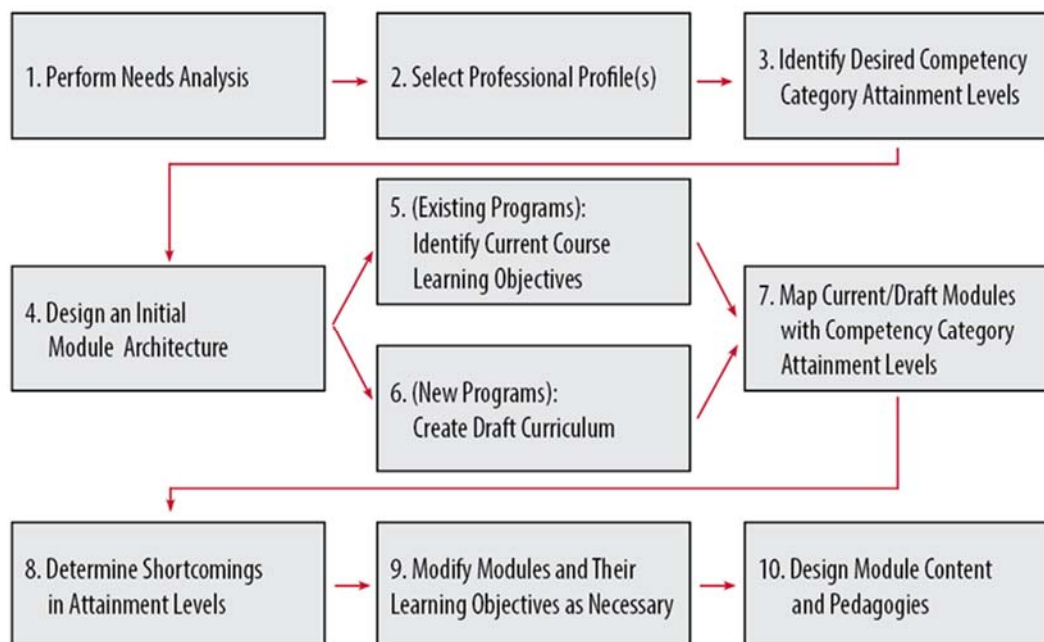 1. Perform Needs Analysis
2. Select Professional Profile(s)
3. Identify Desired Competency
Category Attainment Levels
4. Design an Initial
Module Architecture
5. (Existing Programs):
Identify Current Course
Learning Objectives
6. (New Programs):
Create Draft Curriculum
7. Map Current/Draft Modules
with Competency Category
Attainment Levels
8. Determine Shortcomings
in Attainment Levels
9. Modify Modules and Their
Learning Objectives as Necessary
10. Design Module Content
and Pedagogies